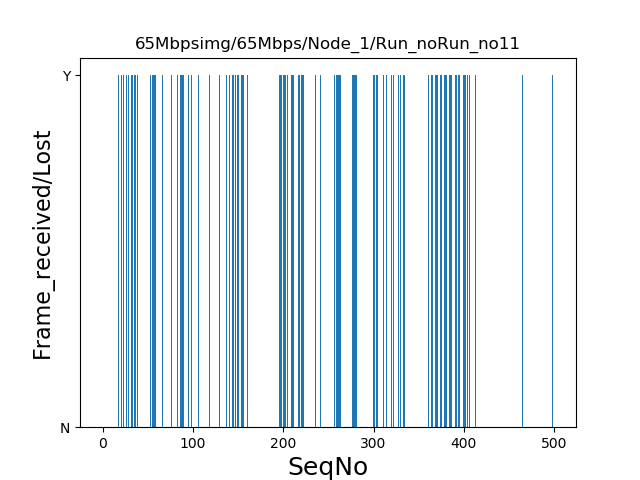 65Mbpsimg/65Mbps/Node_1/Run_noRun_no11
Y
N
Frame_received/Lost
0 100 200 300 400 500
SeqNo